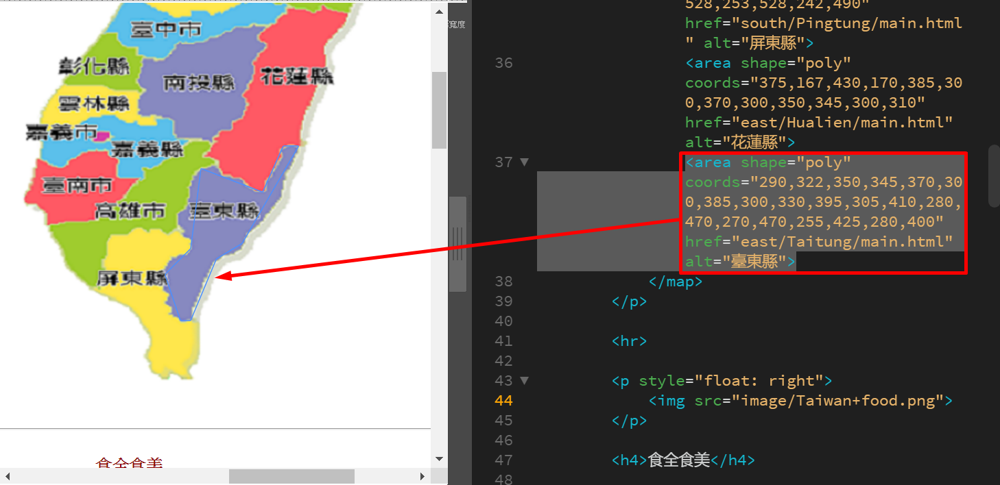 臺中市
彰化縣
南投縣
花蓮縣
雲林縣
嘉義市
嘉義縣
臺南市
高雄市
臺東縣
屏東縣
食全食美
寬度
528,253,528,242,490"
href="south/Pingtung/main.html
" alt="屏東縣">
36
<area shape="poly"
coords="375,167,430,170,385,30
0,370,300,350,345,300,310"
href="east/Hualien/main.html"
alt="花蓮縣">
37
<area shape="poly"
coords="290,322,350,345,370,30
0,385,300,330,395,305,410,280,
470,270,470,255,425,280,400"
href="east/Taitung/main.html"
alt="臺東縣">
38
</map>
39
</p>
40
41
<hr>
42
43
<p style="float: right">
44
<img src="image/Taiwan+food.png">
45
</p>
46
47
<h4>食全食美</h4>
48